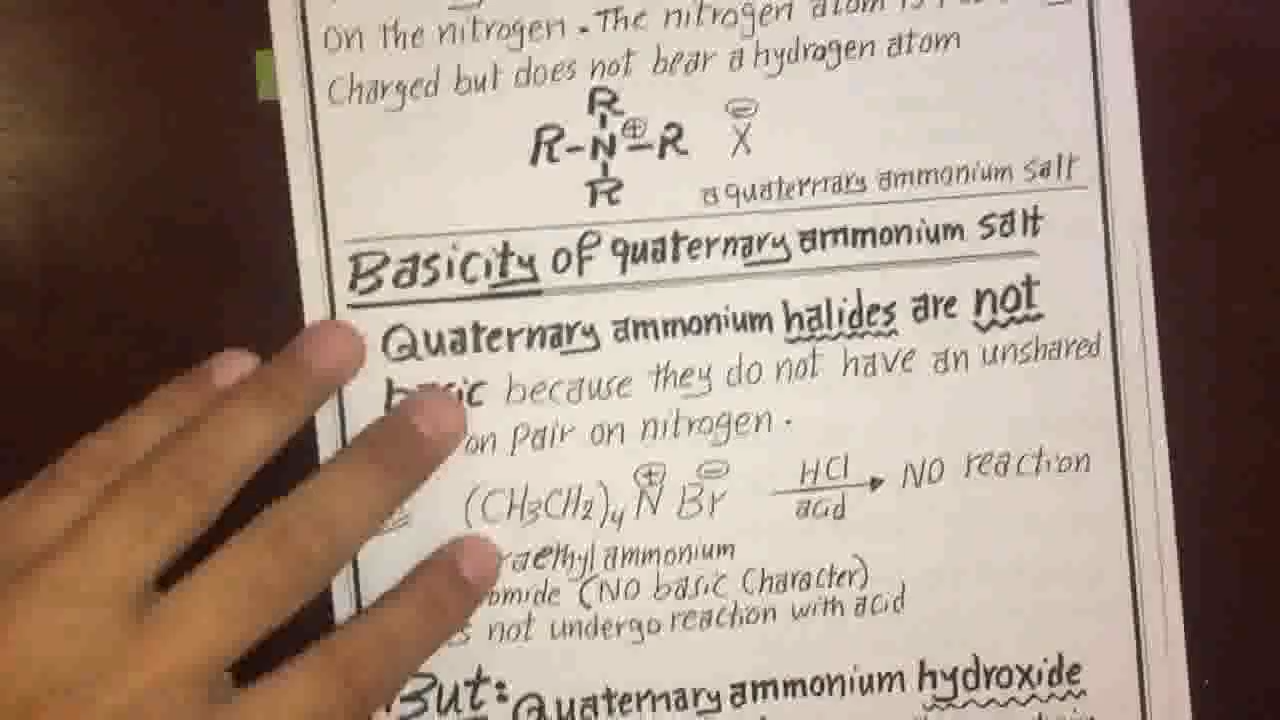 on the nitrogen. The nitrogen atom is
Charged but does not bear a hydrogen atom
R
R-N⊕-R X⊖
R
a quaternary ammonium salt
Basicity of quaternary ammonium salt
Quaternary ammonium halides are not
basic because they do not have an unshared
on pair on nitrogen.
(CH3CH2)4 N⊕ Br⊖ HCl acid → NO reaction
raethyl ammonium
omide (NO basic Character)
s not undergo reaction with acid
But: Quaternary ammonium hydroxide